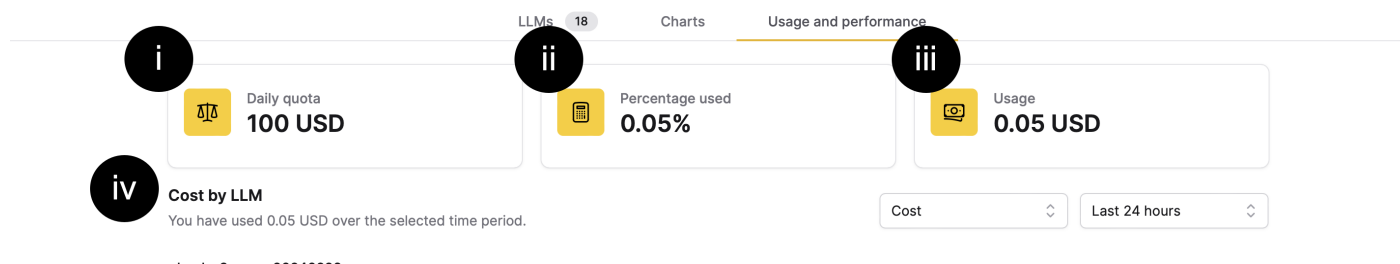 LLMs 18 Charts Usage and performance
i ii iii
Daily quota
100 USD
Percentage used
0.05%
Usage
0.05 USD
iv
Cost by LLM
You have used 0.05 USD over the selected time period.
Cost
Last 24 hours